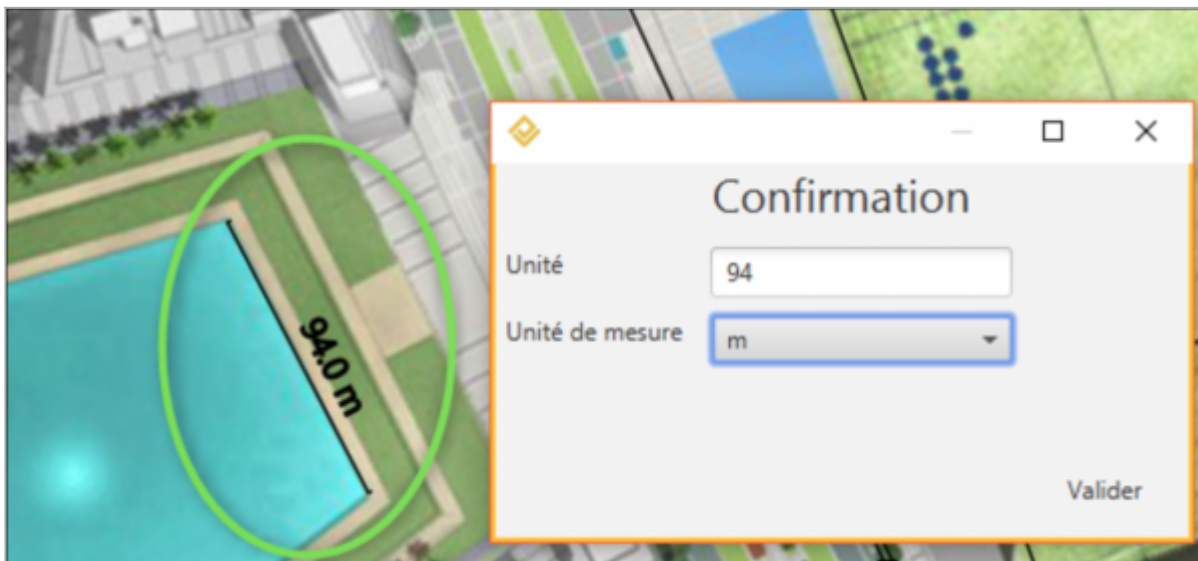 94.0 m
Confirmation
Unité
94
Unité de mesure
m
Valider